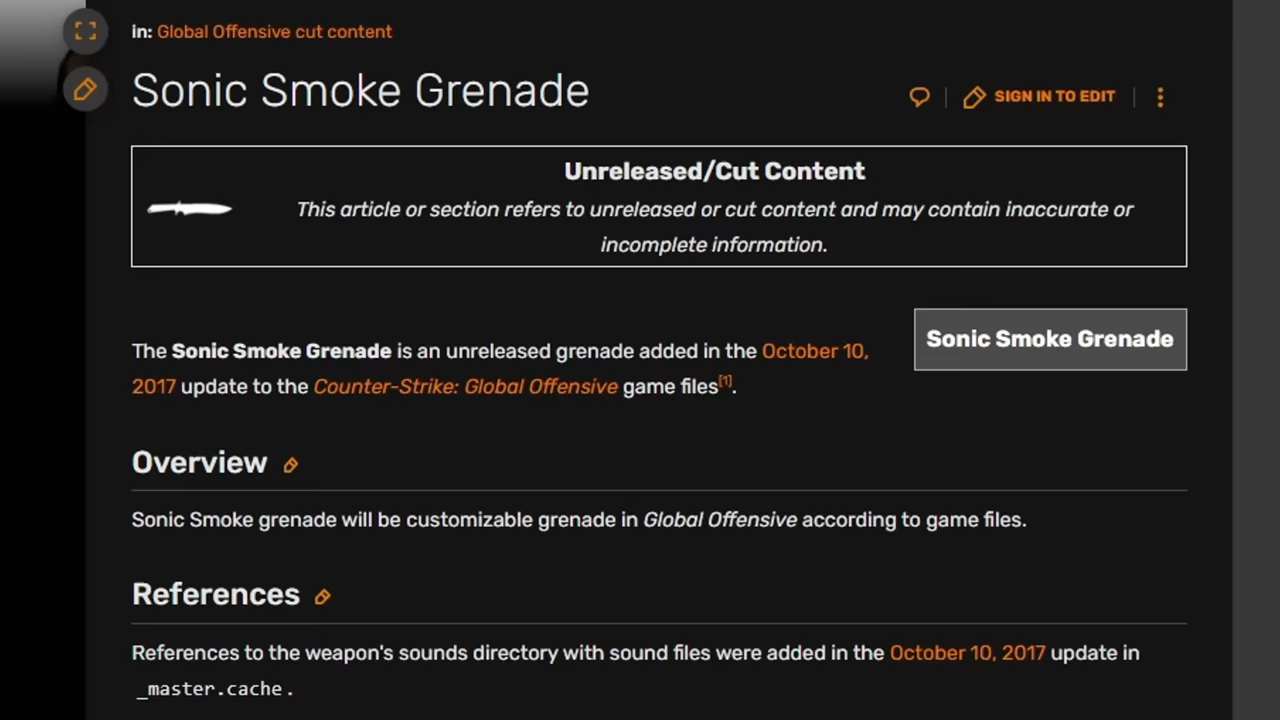 in: Global Offensive cut content
Sonic Smoke Grenade
SIGN IN TO EDIT
Unreleased/Cut Content
This article or section refers to unreleased or cut content and may contain inaccurate or
incomplete information.
Sonic Smoke Grenade
The Sonic Smoke Grenade is an unreleased grenade added in the October 10,
2017 update to the Counter-Strike: Global Offensive game files[1].
Overview
Sonic Smoke grenade will be customizable grenade in Global Offensive according to game files.
References
References to the weapon's sounds directory with sound files were added in the October 10, 2017 update in
_master.cache.